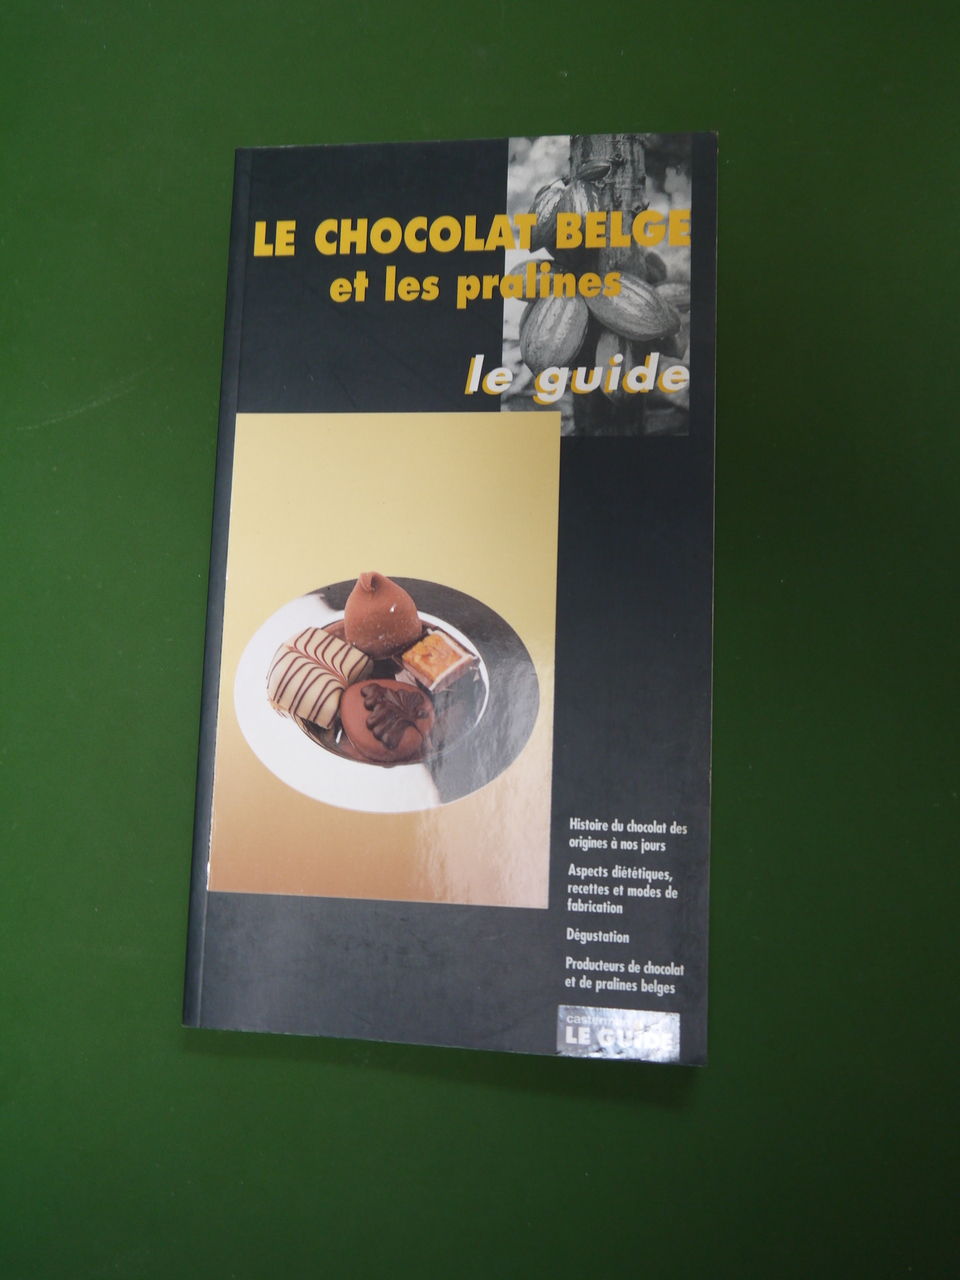 LE CHOCOLAT BELGE
et les pralines
le guide
Histoire du chocolat des
origines à nos jours
Aspects diététiques,
recettes et modes de
fabrication
Dégustation
Producteurs de chocolat
et de pralines belges
LE GUIDE